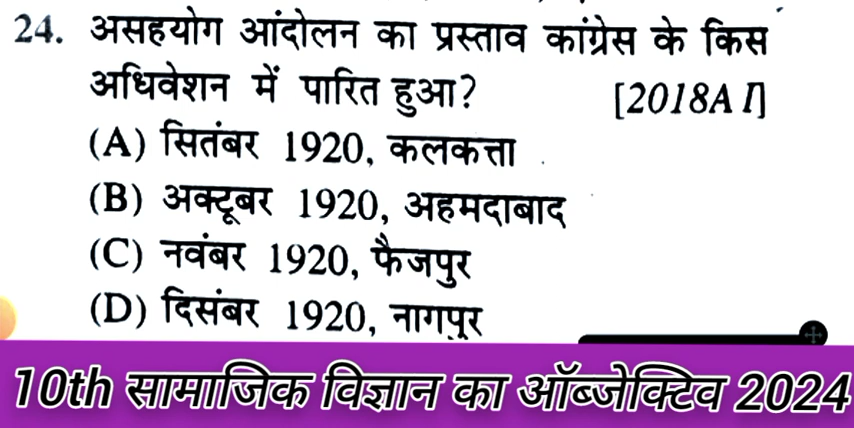 24. असहयोग आंदोलन का प्रस्ताव कांग्रेस के किस
अधिवेशन में पारित हुआ? [2018A I]
(A) सितंबर 1920, कलकत्ता
(B) अक्टूबर 1920, अहमदाबाद
(C) नवंबर 1920, फैजपुर
(D) दिसंबर 1920, नागपुर
10th सामाजिक विज्ञान का ऑब्जेक्टिव 2024